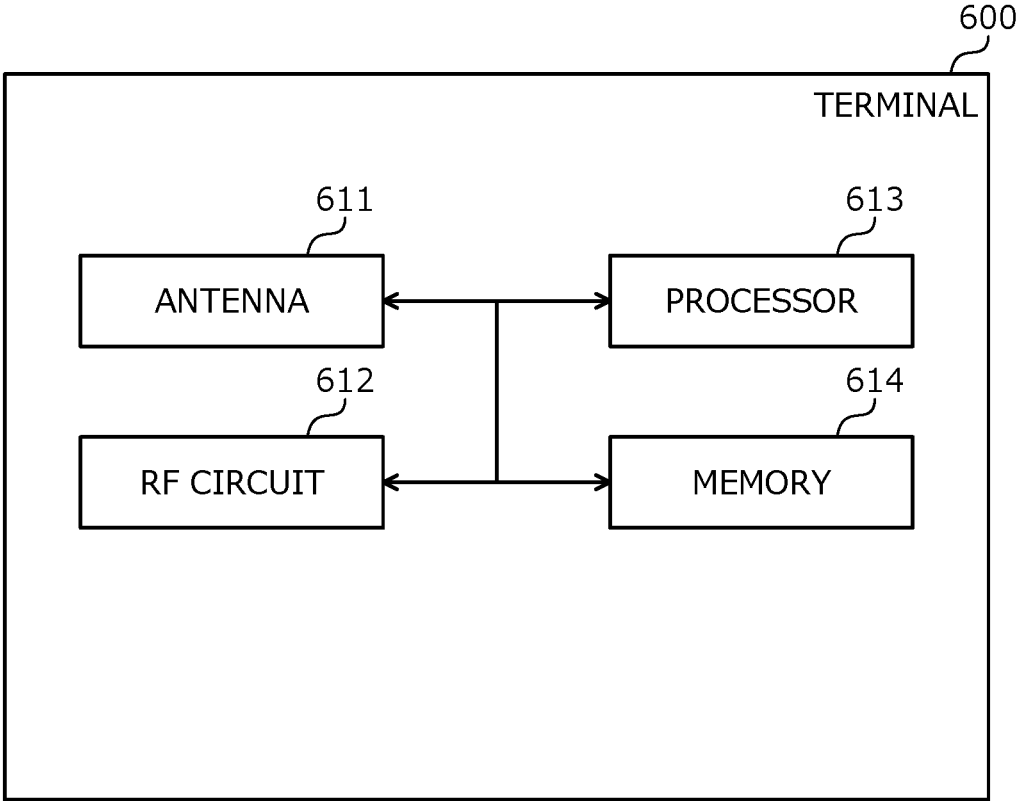 600
TERMINAL
611
613
ANTENNA
PROCESSOR
612
614
RF CIRCUIT
MEMORY